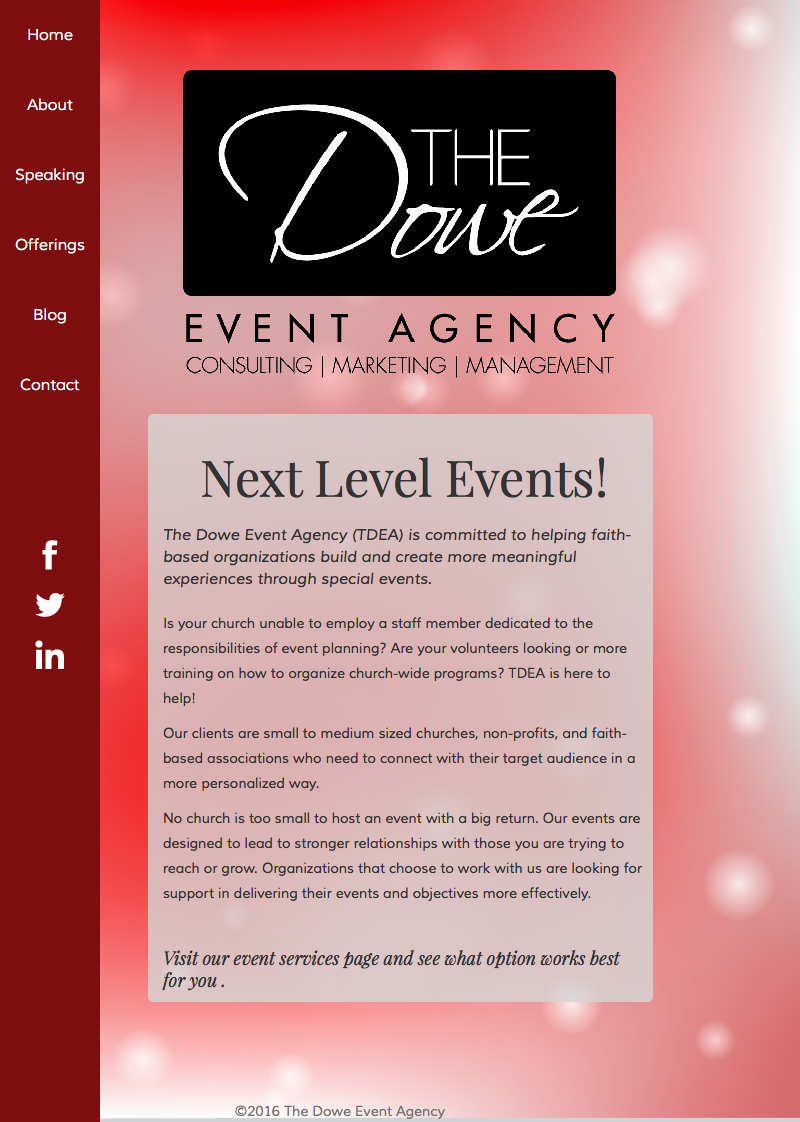 Home
About
Speaking
Offerings
Blog
Contact
THE
Dowe
EVENT AGENCY
CONSULTING | MARKETING | MANAGEMENT
Next Level Events!
The Dowe Event Agency (TDEA) is committed to helping faith-
based organizations build and create more meaningful
experiences through special events.
Is your church unable to employ a staff member dedicated to the
responsibilities of event planning? Are your volunteers looking or more
training on how to organize church-wide programs? TDEA is here to
help!
Our clients are small to medium sized churches, non-profits, and faith-
based associations who need to connect with their target audience in a
more personalized way.
No church is too small to host an event with a big return. Our events are
designed to lead to stronger relationships with those you are trying to
reach or grow. Organizations that choose to work with us are looking for
support in delivering their events and objectives more effectively.
Visit our event services page and see what option works best
for you .
©2016 The Dowe Event Agency